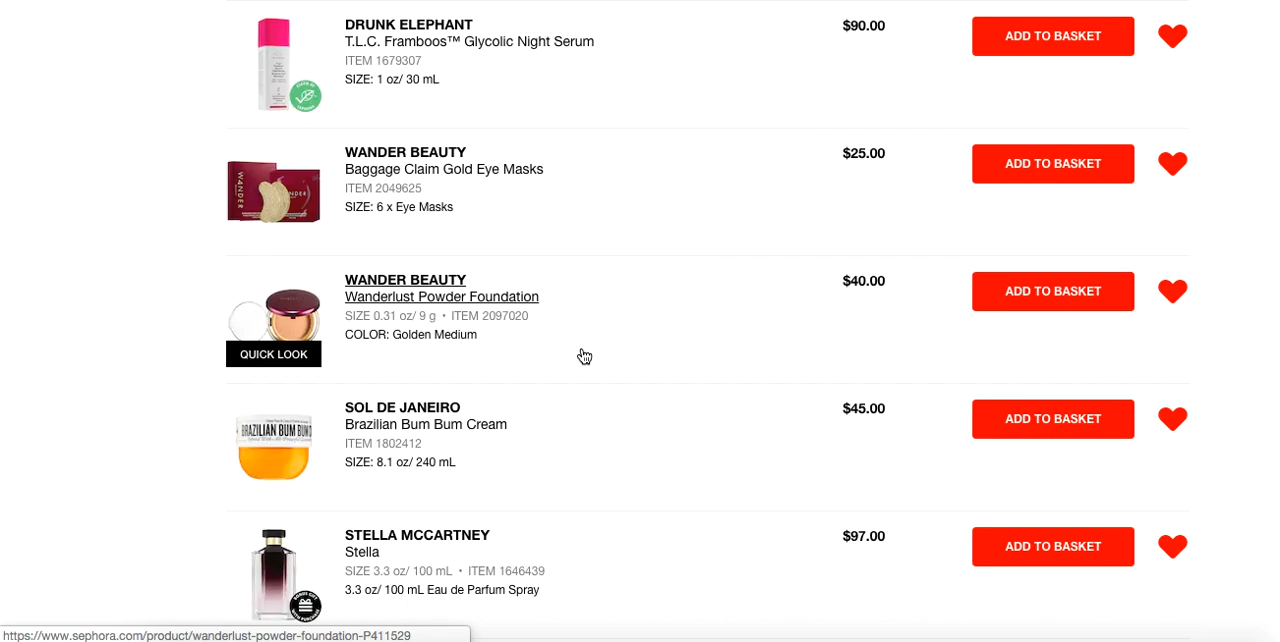 DRUNK ELEPHANT
T.L.C. Framboos™ Glycolic Night Serum
ITEM 1679307
SIZE: 1 oz/ 30 mL
$90.00
ADD TO BASKET
WANDER BEAUTY
Baggage Claim Gold Eye Masks
ITEM 2049625
SIZE: 6 x Eye Masks
$25.00
ADD TO BASKET
WANDER
WANDER BEAUTY
Wanderlust Powder Foundation
SIZE 0.31 oz/ 9 g • ITEM 2097020
COLOR: Golden Medium
$40.00
ADD TO BASKET
QUICK LOOK
SOL DE JANEIRO
Brazilian Bum Bum Cream
ITEM 1802412
SIZE: 8.1 oz/ 240 mL
$45.00
ADD TO BASKET
BRAZILIAN BUM BUM
STELLA MCCARTNEY
Stella
SIZE 3.3 oz/ 100 mL • ITEM 1646439
3.3 oz/ 100 mL Eau de Parfum Spray
$97.00
ADD TO BASKET
https://www.sephora.com/product/wanderlust-powder-foundation-P411529